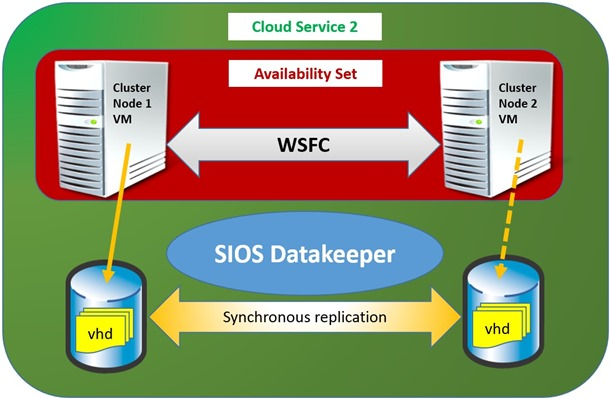 Cloud Service 2
Availability Set
Cluster
Node 1
VM
Cluster
Node 2
VM
WSFC
SIOS Datakeeper
vhd
Synchronous replication
vhd